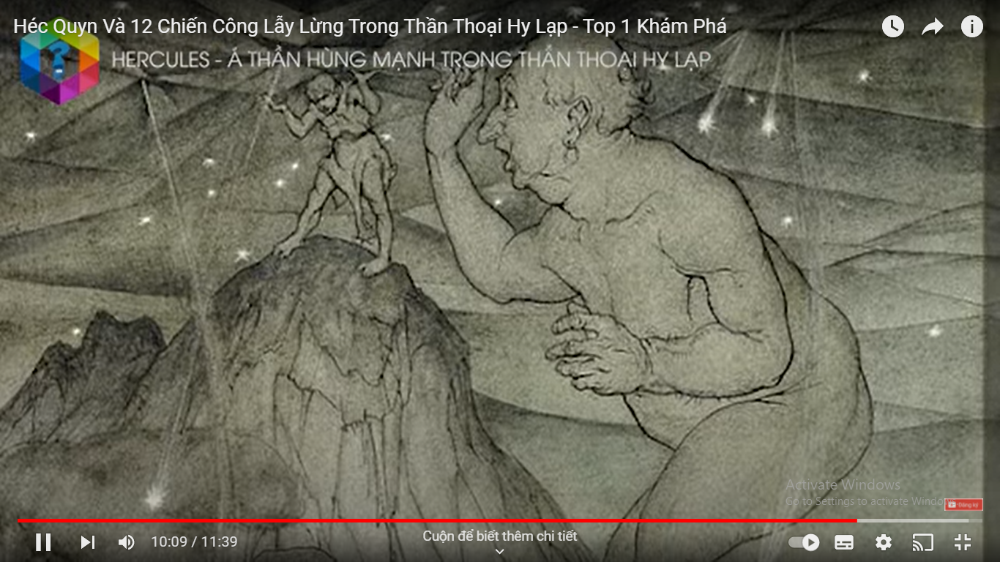 Héc Quyn Và 12 Chiến Công Lẫy Lừng Trong Thần Thoại Hy Lạp - Top 1 Khám Phá
?
HERCULES - Á THẦN HÙNG MẠNH TRONG THẦN THOẠI HY LẠP
Activate Windows
Go to Settings to activate Windows.
Đăng ký
10:09 / 11:39
Cuộn để biết thêm chi tiết